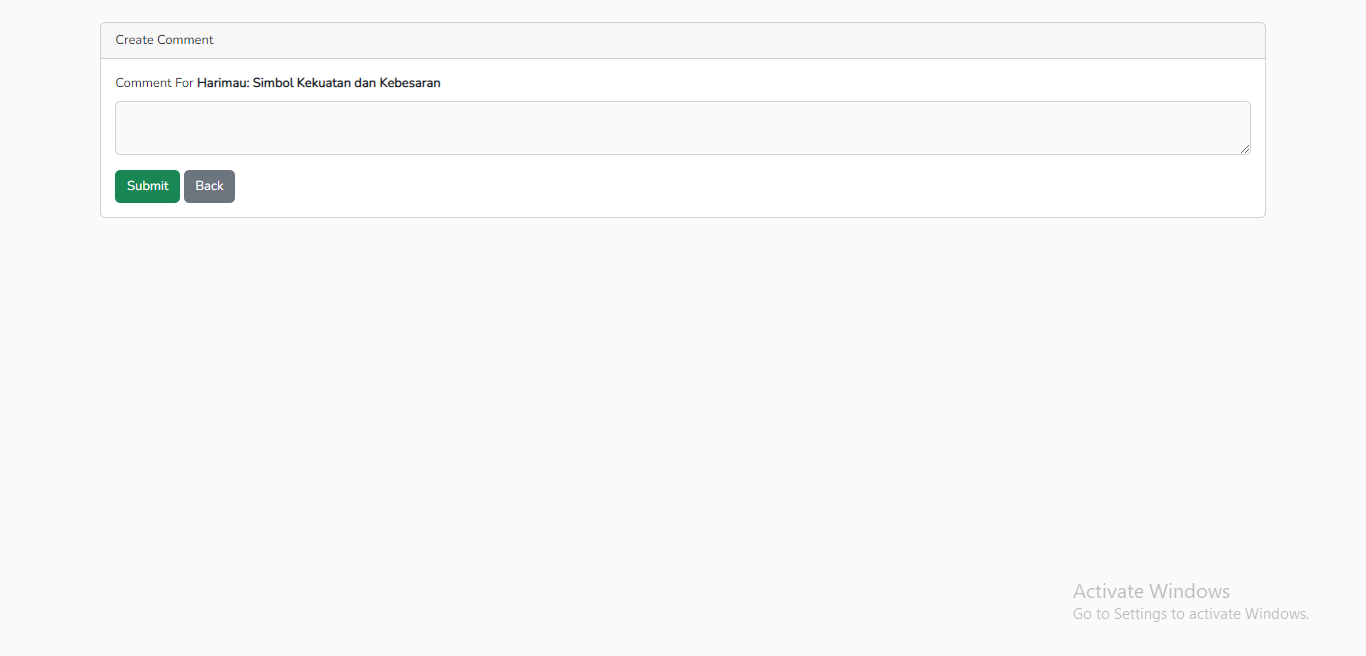 Create Comment
Comment For Harimau: Simbol Kekuatan dan Kebesaran
Submit Back
Activate Windows
Go to Settings to activate Windows.